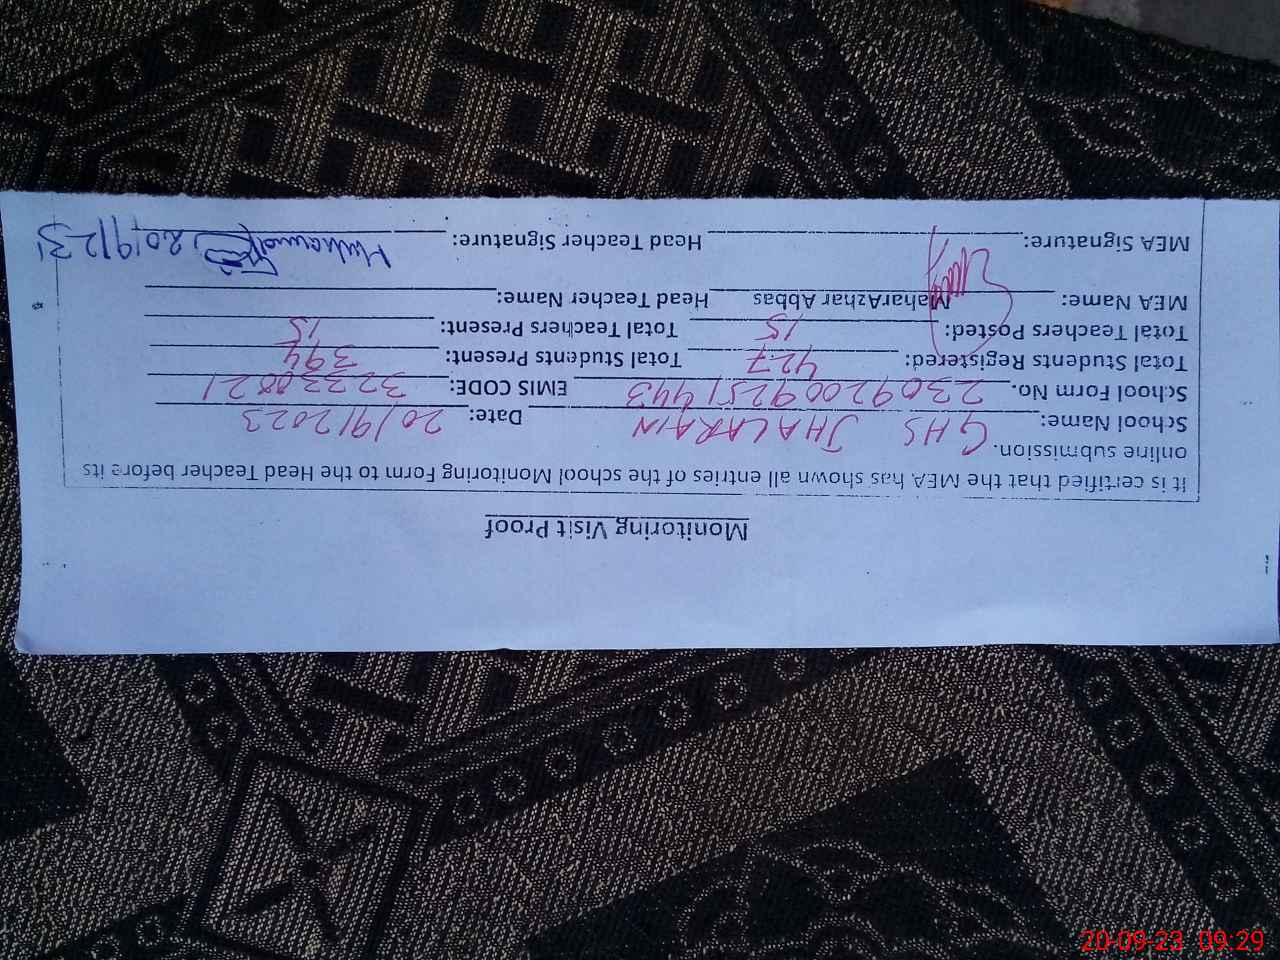 Monitoring Visit Proof
It is certified that the MEA has shown all entries of the school Monitoring Form to the Head Teacher before its
online submission.
School Name: GHS JHALARAIN Date: 20/9/2023
School Form No. 23092009251443 EMIS CODE: 32330821
Total Students Registered: 427 Total Students Present: 394
Total Teachers Posted: 15 Total Teachers Present: 15
MEA Name: MaharAzhar Abbas Head Teacher Name:
MEA Signature: Head Teacher Signature: 20/9/23
20-09-23 09:29